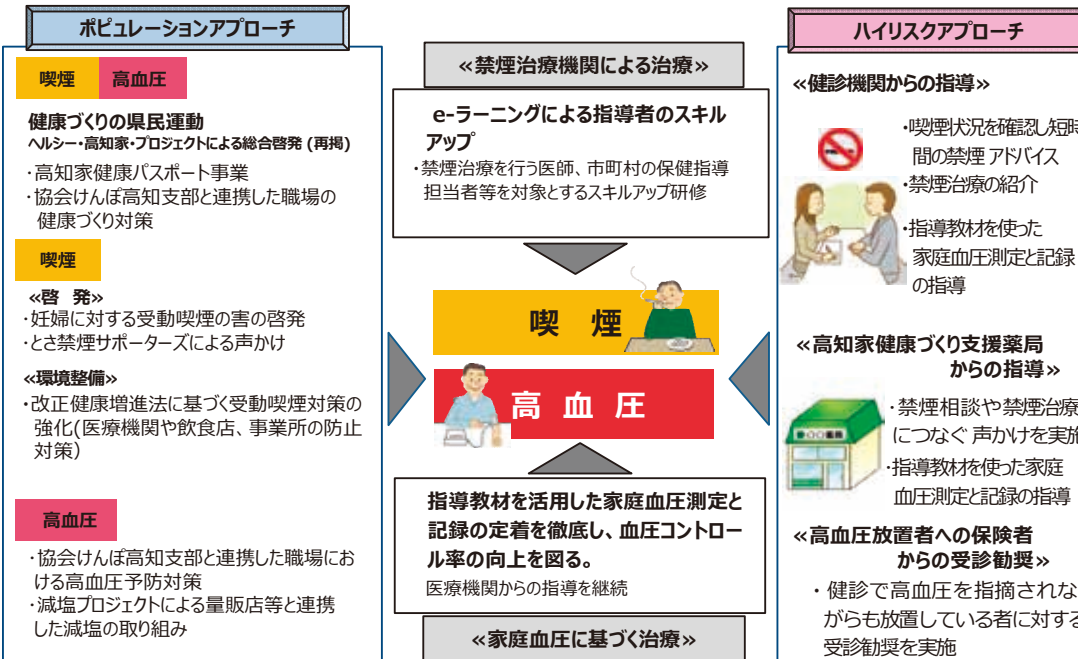 ポピュレーションアプローチ
喫煙 高血圧
健康づくりの県民運動
ヘルシー・高知家・プロジェクトによる総合啓発 (再掲)
・高知家健康パスポート事業
・協会けんぽ高知支部と連携した職場の
健康づくり対策
喫煙
≪啓 発≫
・妊婦に対する受動喫煙の害の啓発
・とさ禁煙サポーターズによる声かけ
≪環境整備≫
・改正健康増進法に基づく受動喫煙対策の
強化(医療機関や飲食店、事業所の防止
対策)
高血圧
・協会けんぽ高知支部と連携した職場にお
ける高血圧予防対策
・減塩プロジェクトによる量販店等と連携
した減塩の取り組み
≪禁煙治療機関による治療≫
e-ラーニングによる指導者のスキル
アップ
・禁煙治療を行う医師、市町村の保健指導
担当者等を対象とするスキルアップ研修
喫 煙
高 血 圧
指導教材を活用した家庭血圧測定と
記録の定着を徹底し、血圧コントロー
ル率の向上を図る。
医療機関からの指導を継続
≪家庭血圧に基づく治療≫
ハイリスクアプローチ
≪健診機関からの指導≫
・喫煙状況を確認し短時
間の禁煙 アドバイス
・禁煙治療の紹介
・指導教材を使った
家庭血圧測定と記録
の指導
≪高知家健康づくり支援薬局
からの指導≫
・禁煙相談や禁煙治療
につなぐ 声かけを実施
・指導教材を使った家庭
血圧測定と記録の指導
≪高血圧放置者への保険者
からの受診勧奨≫
・健診で高血圧を指摘されな
がらも放置している者に対する
受診勧奨を実施